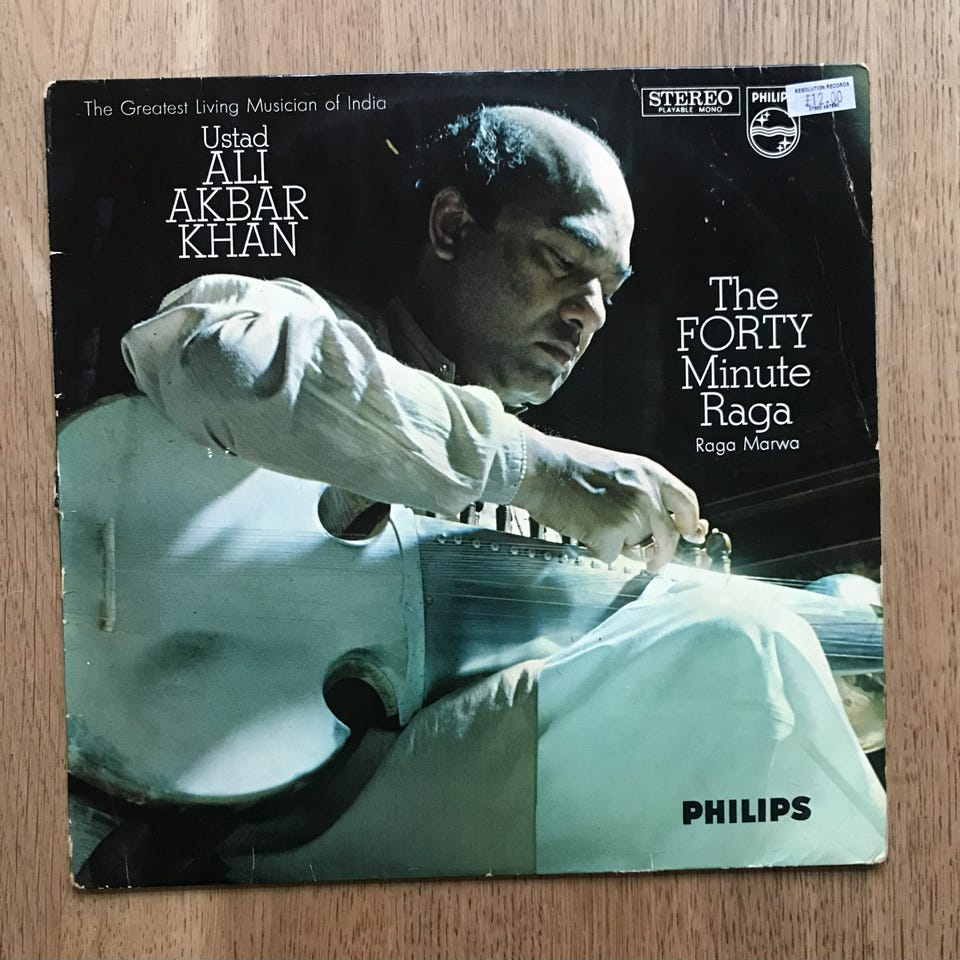 The Greatest Living Musician of India
Ustad
ALI
AKBAR
KHAN
STEREO
PLAYABLE MONO
PHILIP
RESOLUTION RECORDS
£12.00
The
FORTY
Minute
Raga
Raga Marwa
PHILIPS